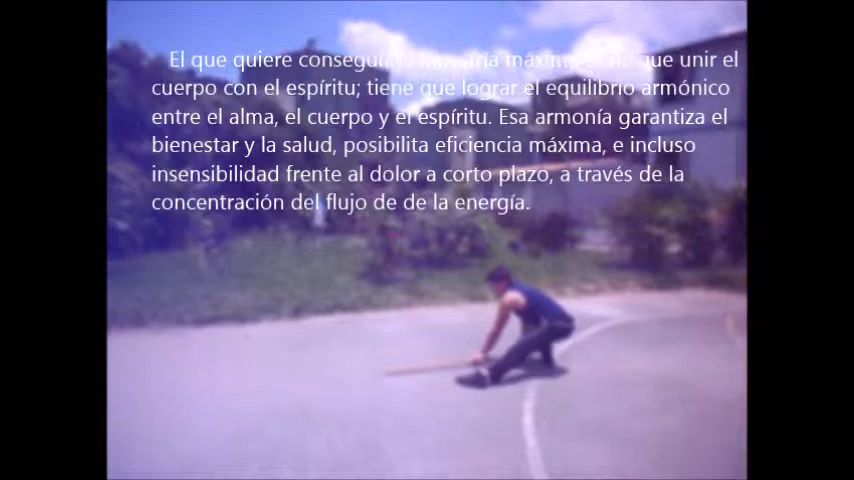 El que quiere conseguir la maestría máxima tiene que unir el
cuerpo con el espíritu; tiene que lograr el equilibrio armónico
entre el alma, el cuerpo y el espíritu. Esa armonía garantiza el
bienestar y la salud, posibilita eficiencia máxima, e incluso
insensibilidad frente al dolor a corto plazo, a través de la
concentración del flujo de de la energía.